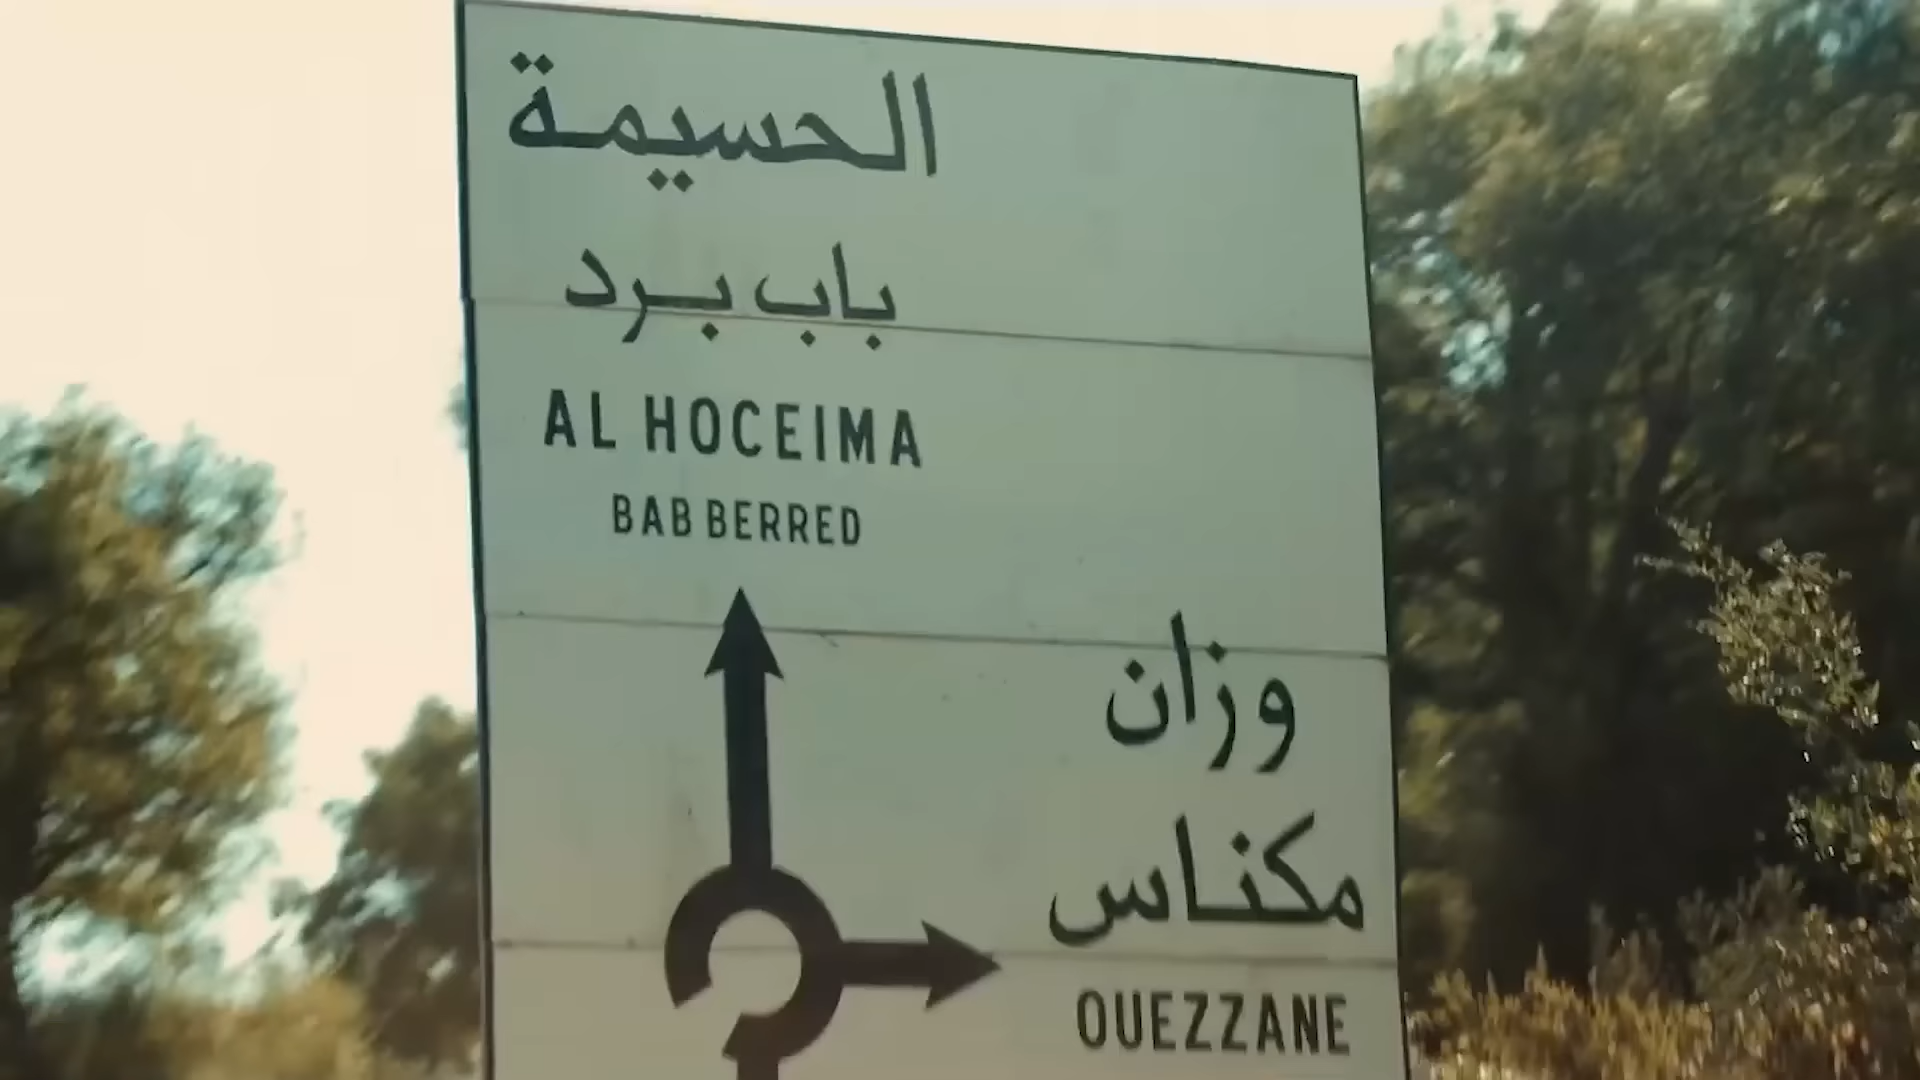 الحسيمة
باب برد
AL HOCEIMA
BAB BERRED
وزان
مكناس
OUEZZANE